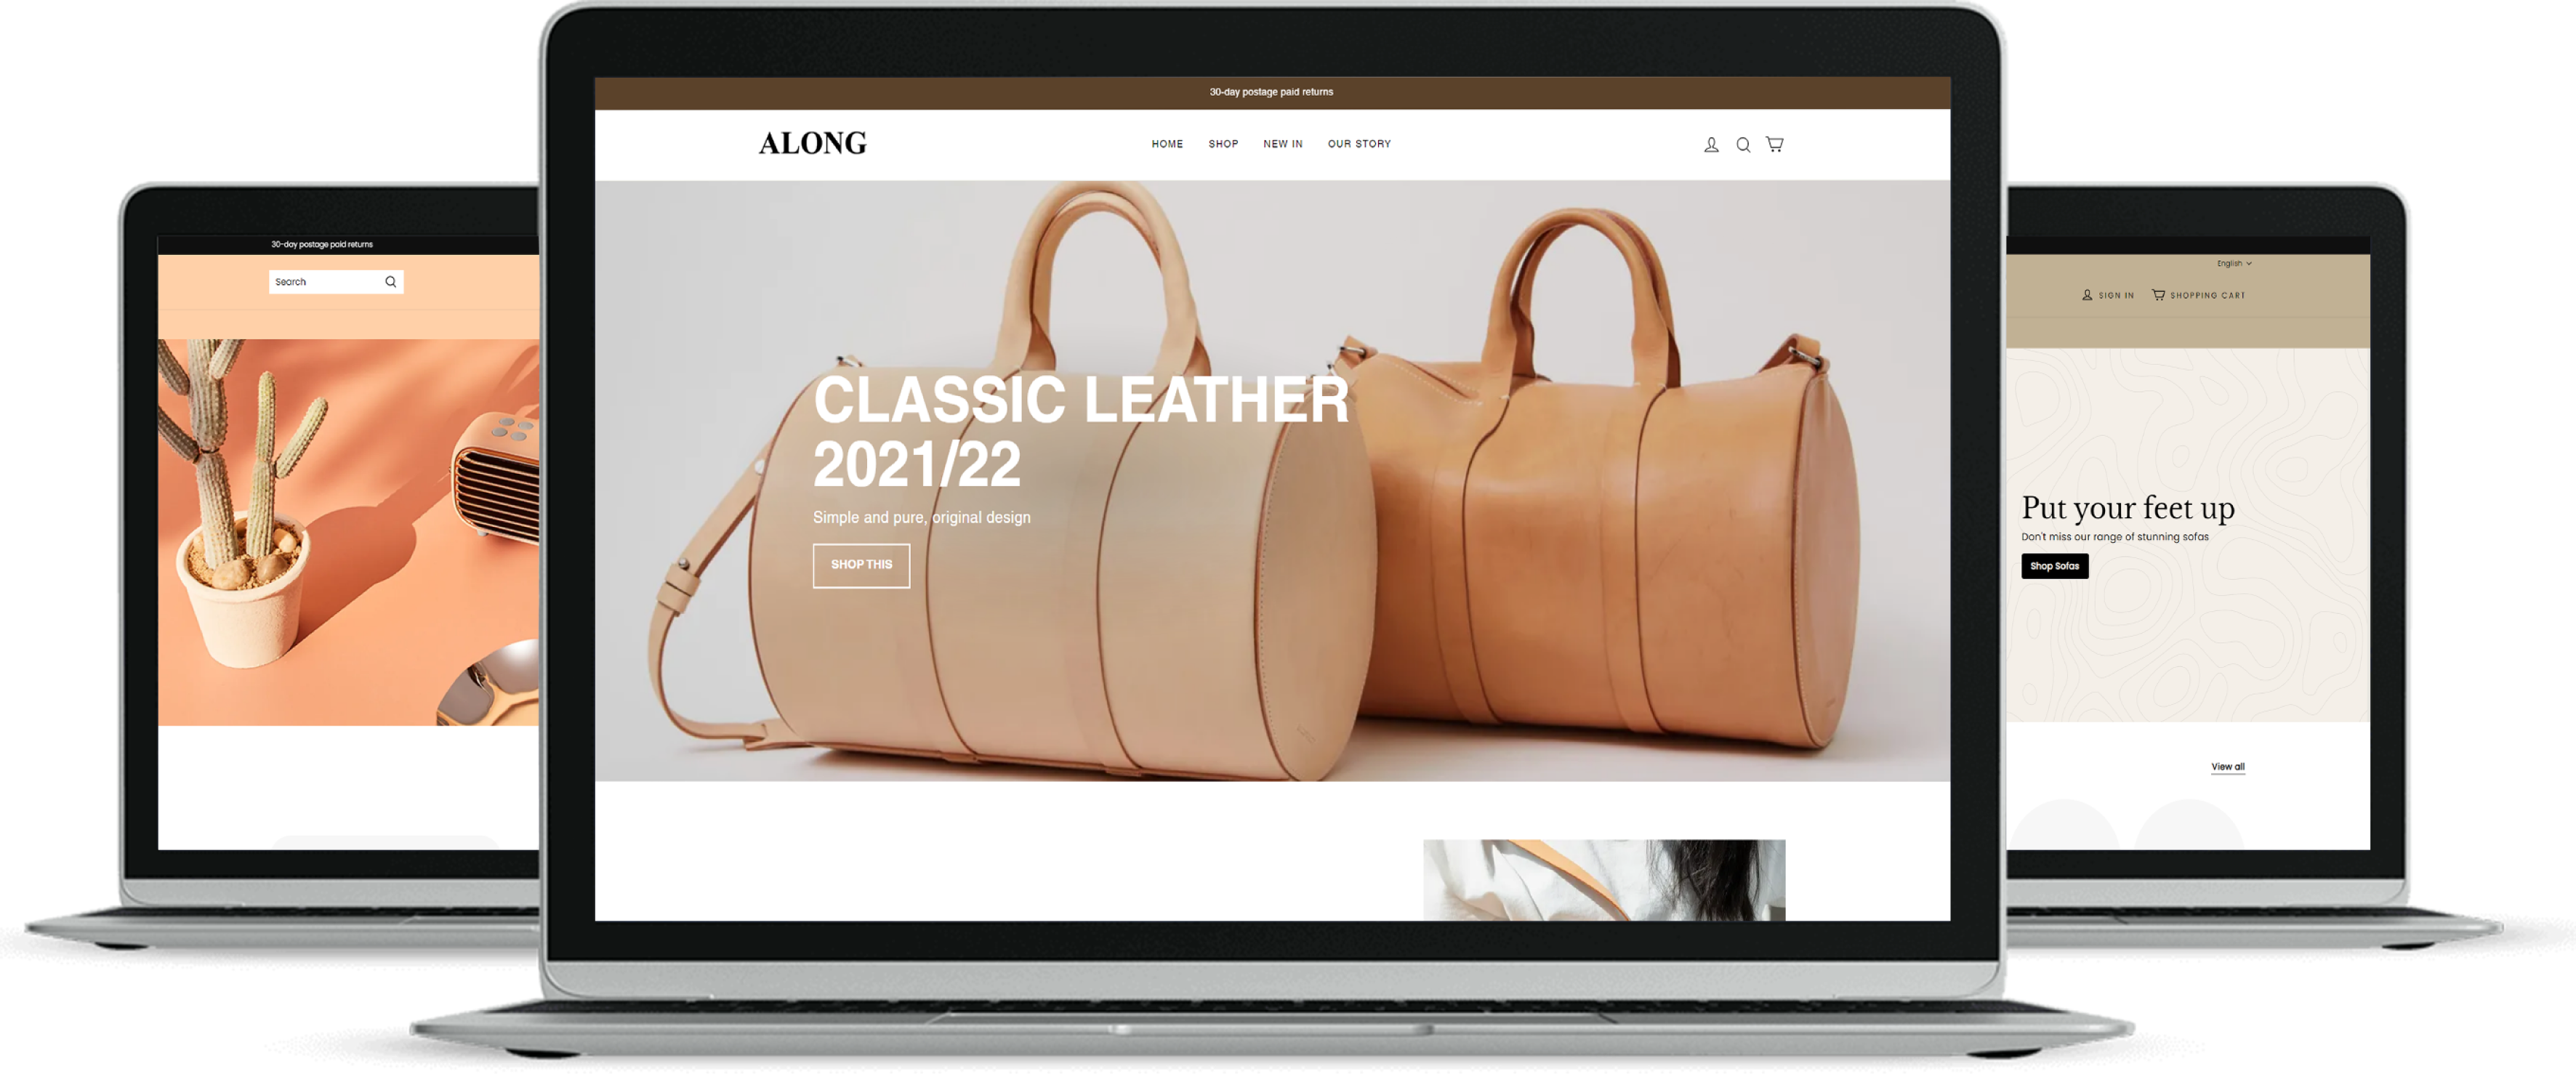 30-day postage paid returns
ALONG
HOME SHOP NEW IN OUR STORY
CLASSIC LEATHER
2021/22
Simple and pure, original design
SHOP THIS
30-day postage paid returns
Search
English
SIGN IN SHOPPING CART
Put your feet up
Don't miss our range of stunning sofas
Shop Sofas
View all